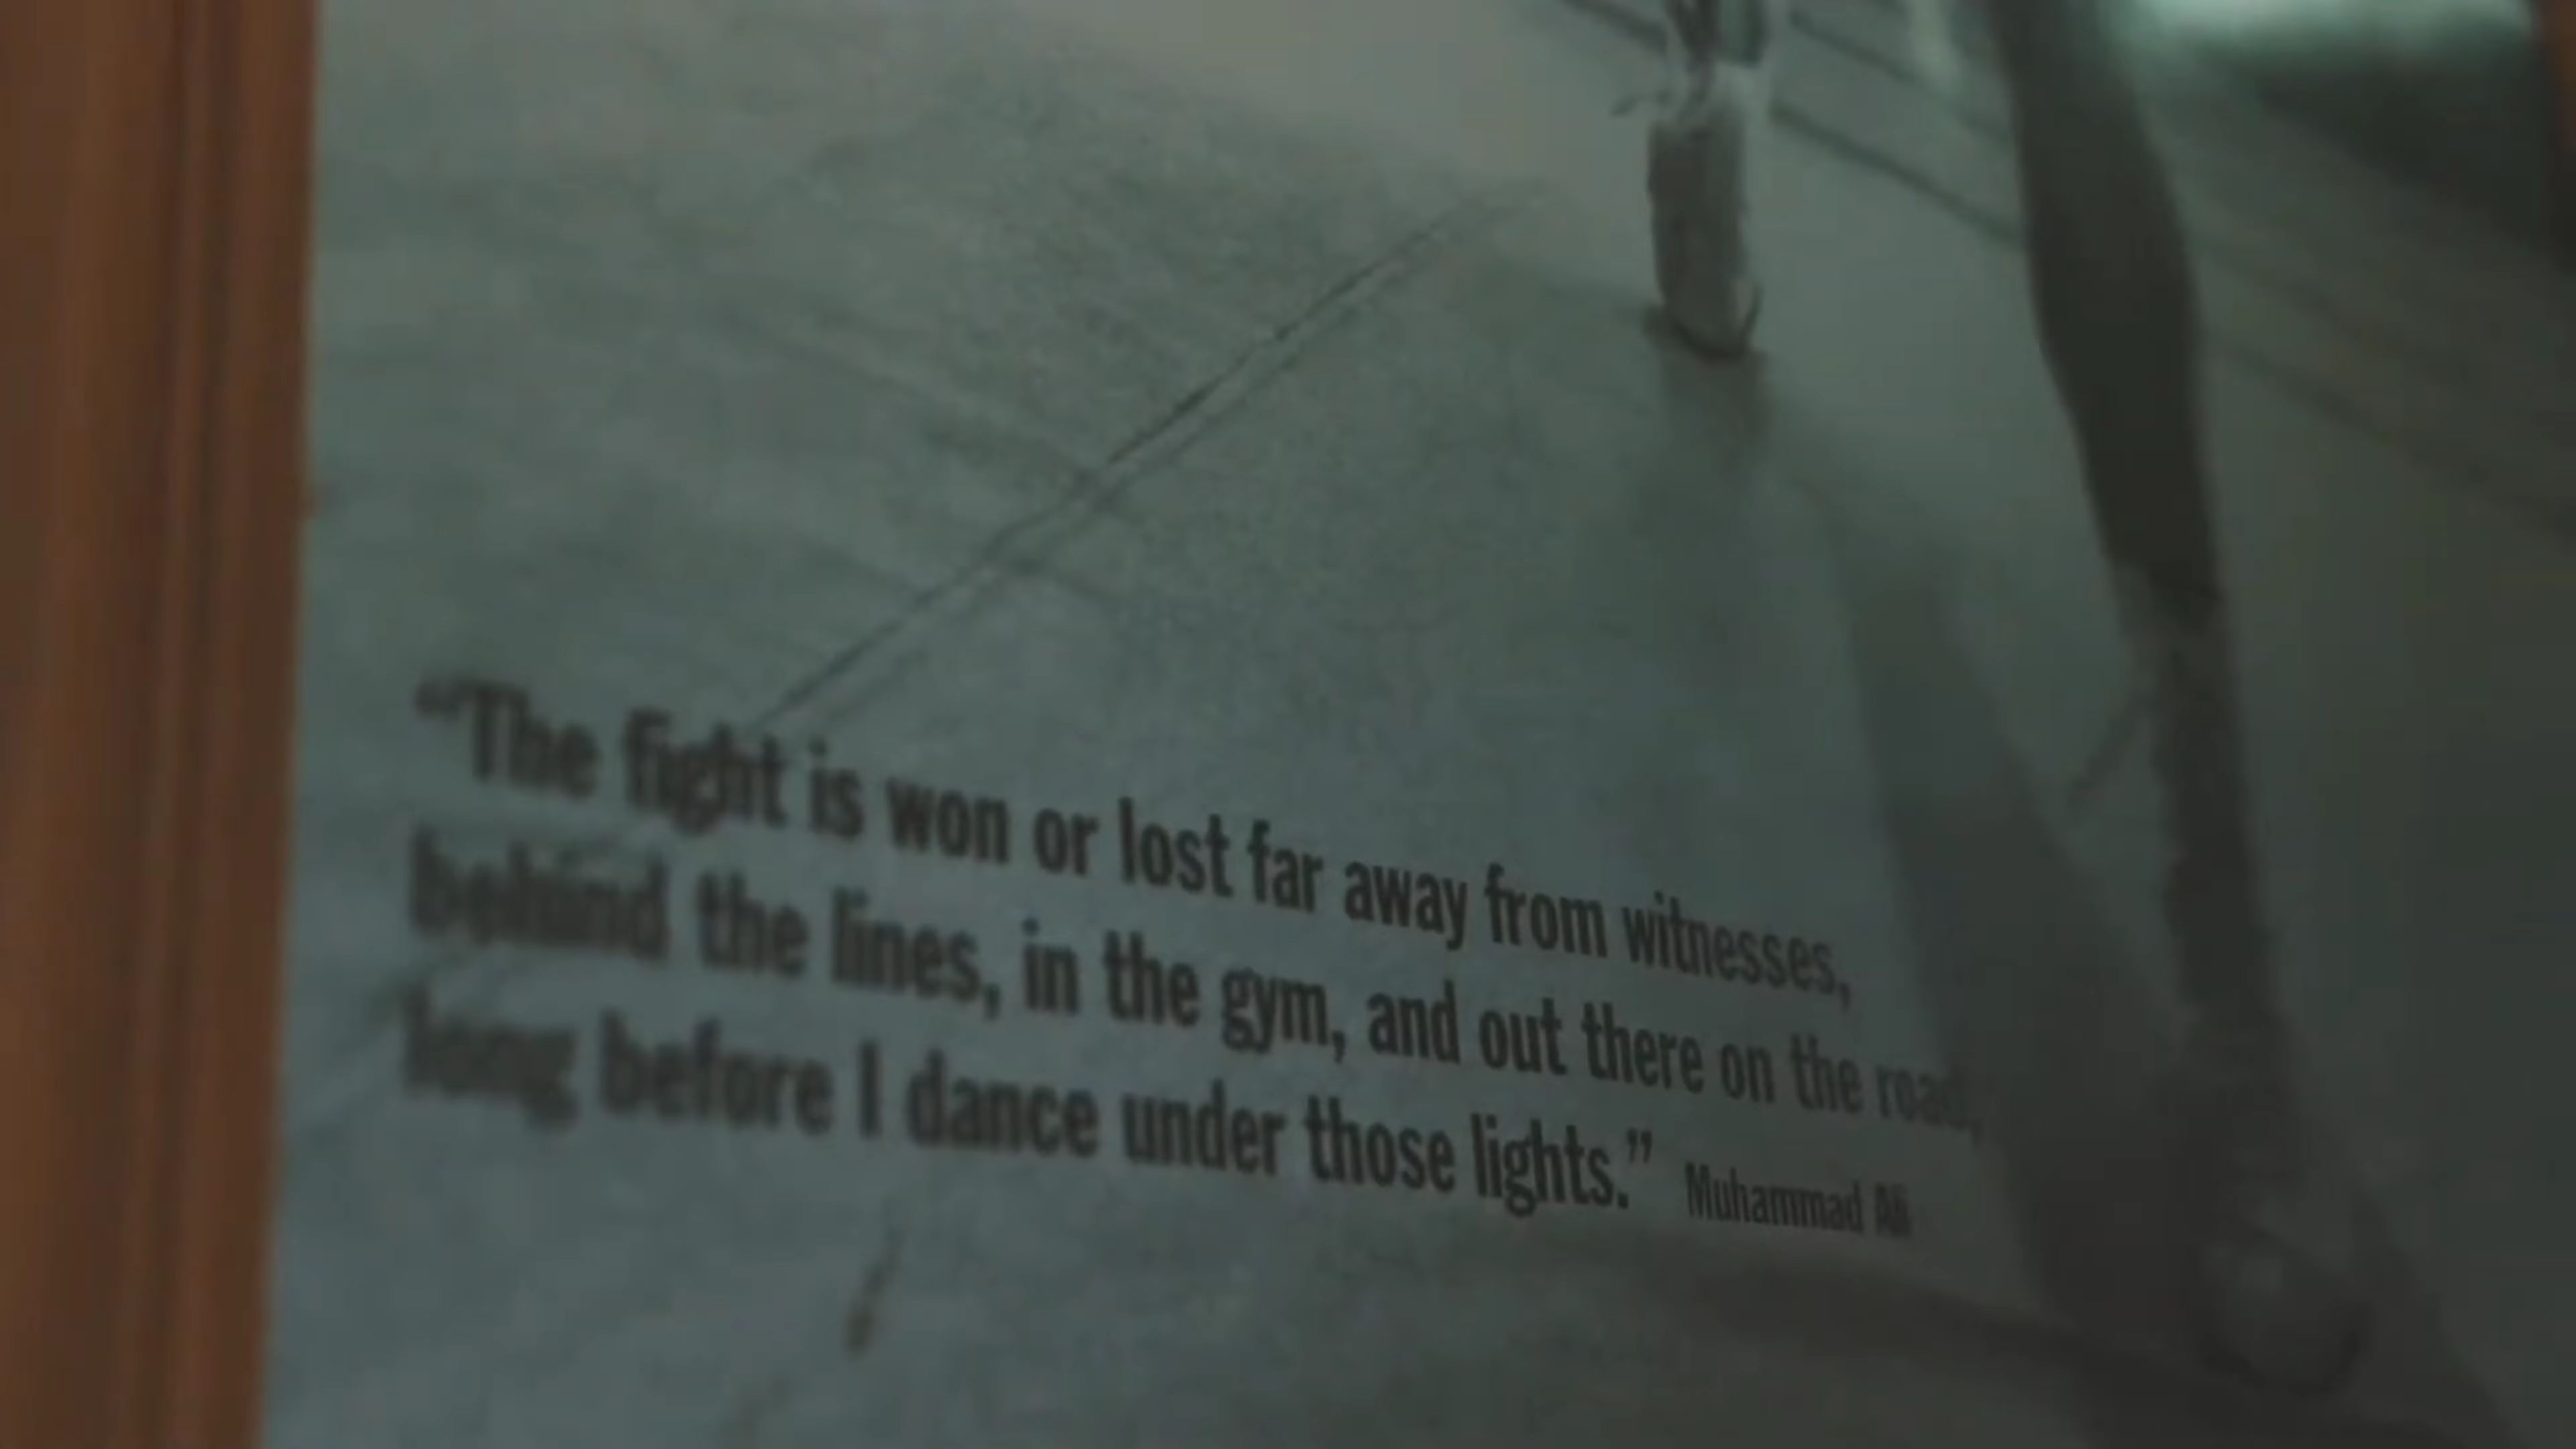 “The fight is won or lost far away from witnesses,
behind the lines, in the gym, and out there on the road,
long before I dance under those lights.” Muhammad Ali